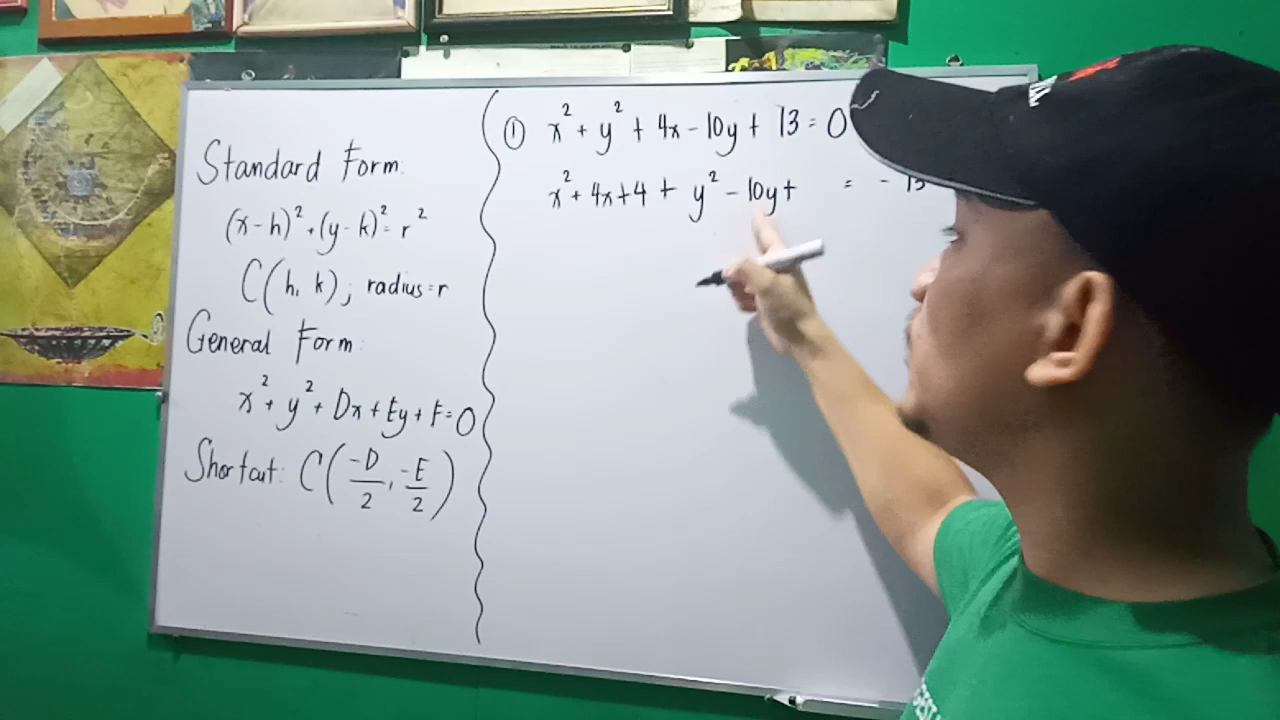 Standard Form.
(x-h)² + (y-k)² = r²
C(h, k); radius = r
General Form:
x² + y² + Dx + Ey + F = 0
Shortcut: C(-D/2, -E/2)
① x² + y² + 4x - 10y + 13 = 0
x² + 4x + 4 + y² - 10y + = - 13